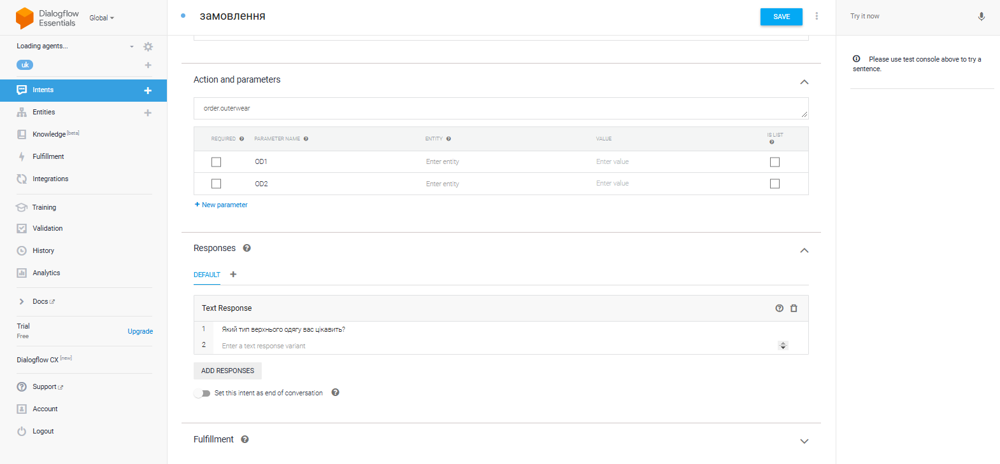 Dialogflow
Essentials
Global
замовлення
SAVE
Try it now
Loading agents...
uk
Intents
Entities
Knowledge [beta]
Fulfillment
Integrations
Training
Validation
History
Analytics
Docs
Trial
Free
Upgrade
Dialogflow CX [new]
Support
Account
Logout
Action and parameters
order.outerwear
REQUIRED PARAMETER NAME ENTITY VALUE IS LIST
OD1 Enter entity Enter value
OD2 Enter entity Enter value
+ New parameter
Responses
DEFAULT
Text Response
1 Який тип верхнього одягу вас цікавить?
2 Enter a text response variant
ADD RESPONSES
Set this intent as end of conversation
Fulfillment
Please use test console above to try a
sentence.